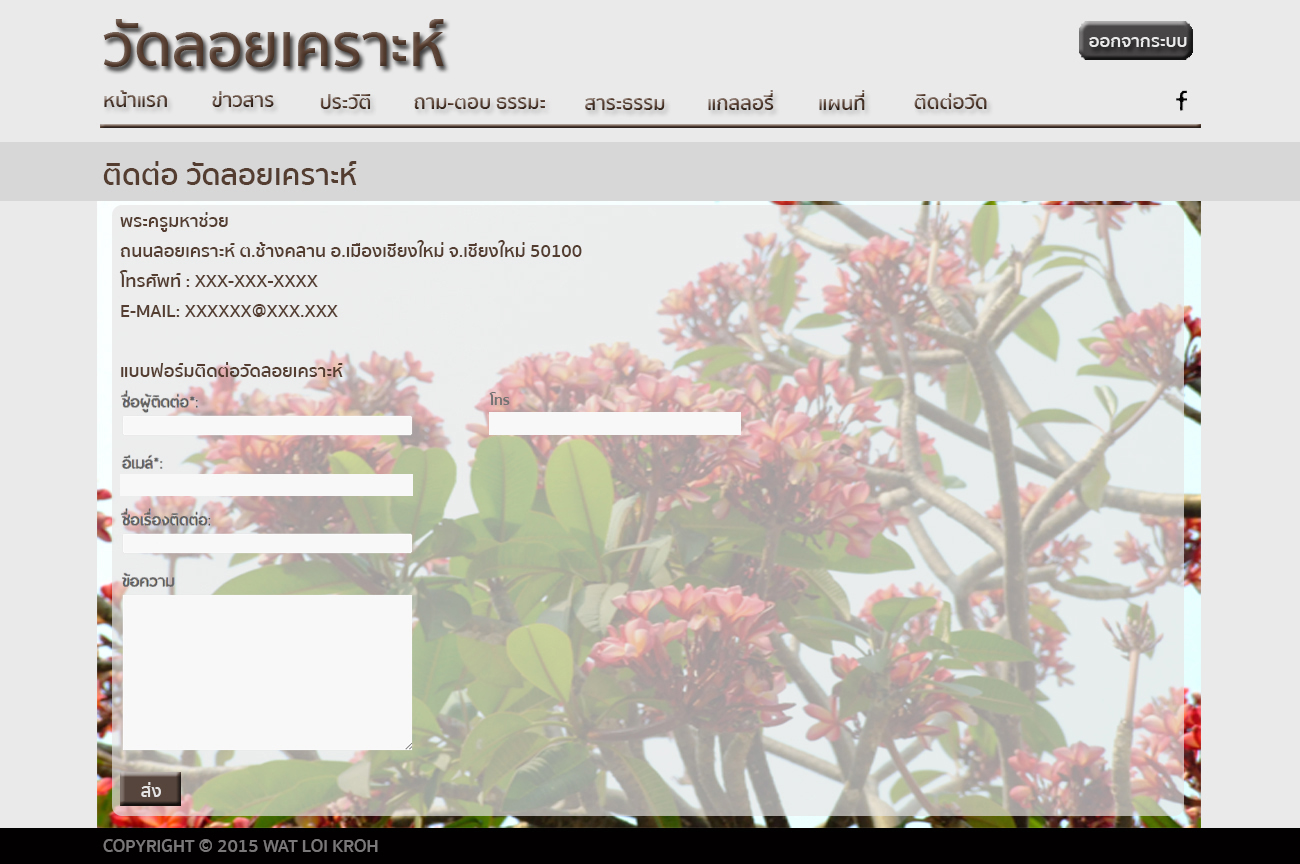 วัดลอยเคราะห์
ออกจากระบบ
หน้าแรก ข่าวสาร ประวัติ ถาม-ตอบ ธรรมะ สาระธรรม แกลลอรี่ แผนที่ ติดต่อวัด f
ติดต่อ วัดลอยเคราะห์
พระครูมหาช่วย
ถนนลอยเคราะห์ ต.ช้างคลาน อ.เมืองเชียงใหม่ จ.เชียงใหม่ 50100
โทรศัพท์ : XXX-XXX-XXXX
E-MAIL: XXXXXX@XXX.XXX
แบบฟอร์มติดต่อวัดลอยเคราะห์
ชื่อผู้ติดต่อ*: โทร
อีเมล์*:
ชื่อเรื่องติดต่อ:
ข้อความ
ส่ง
COPYRIGHT © 2015 WAT LOI KROH